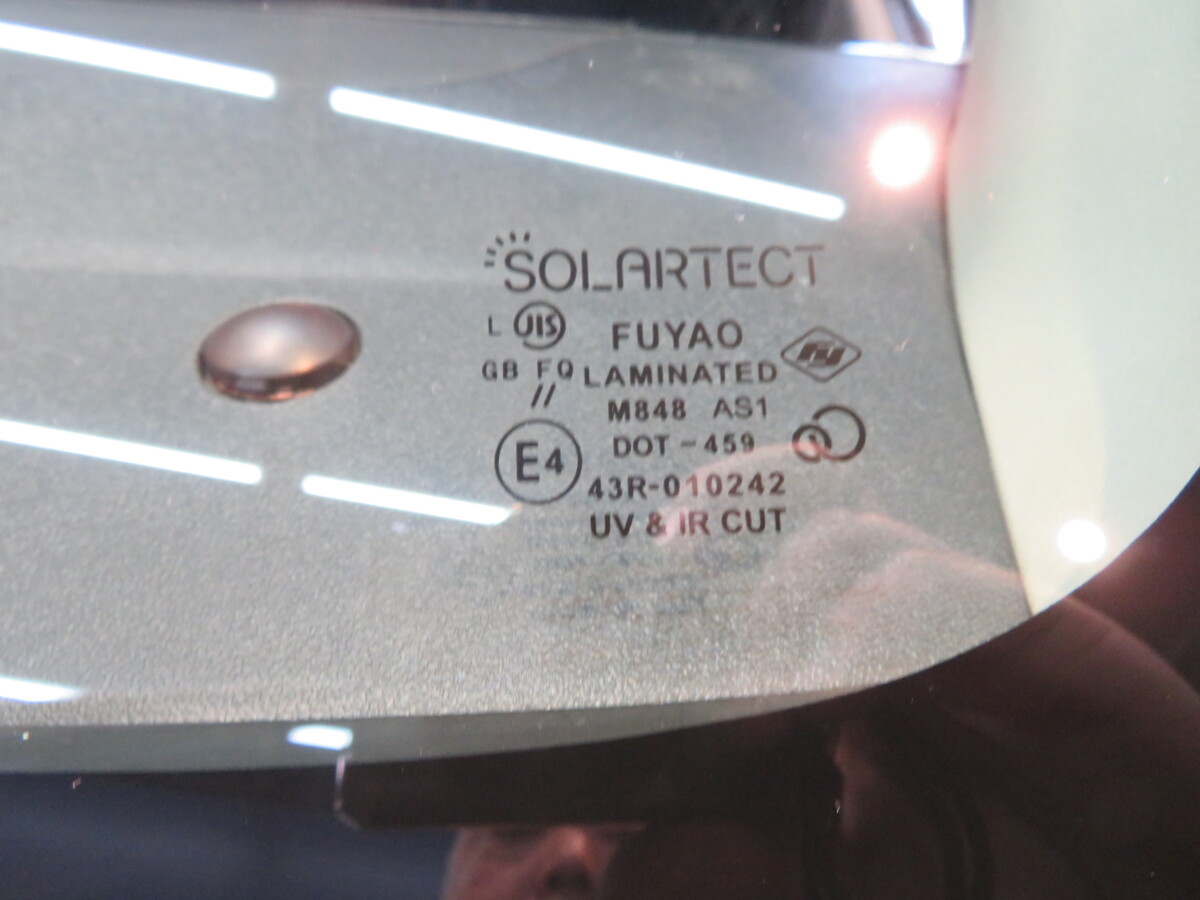 SOLARTECT
L JIS FUYAO
GB FQ LAMINATED
//
M848 AS1
E4 DOT - 459
43R-010242
UV & IR CUT